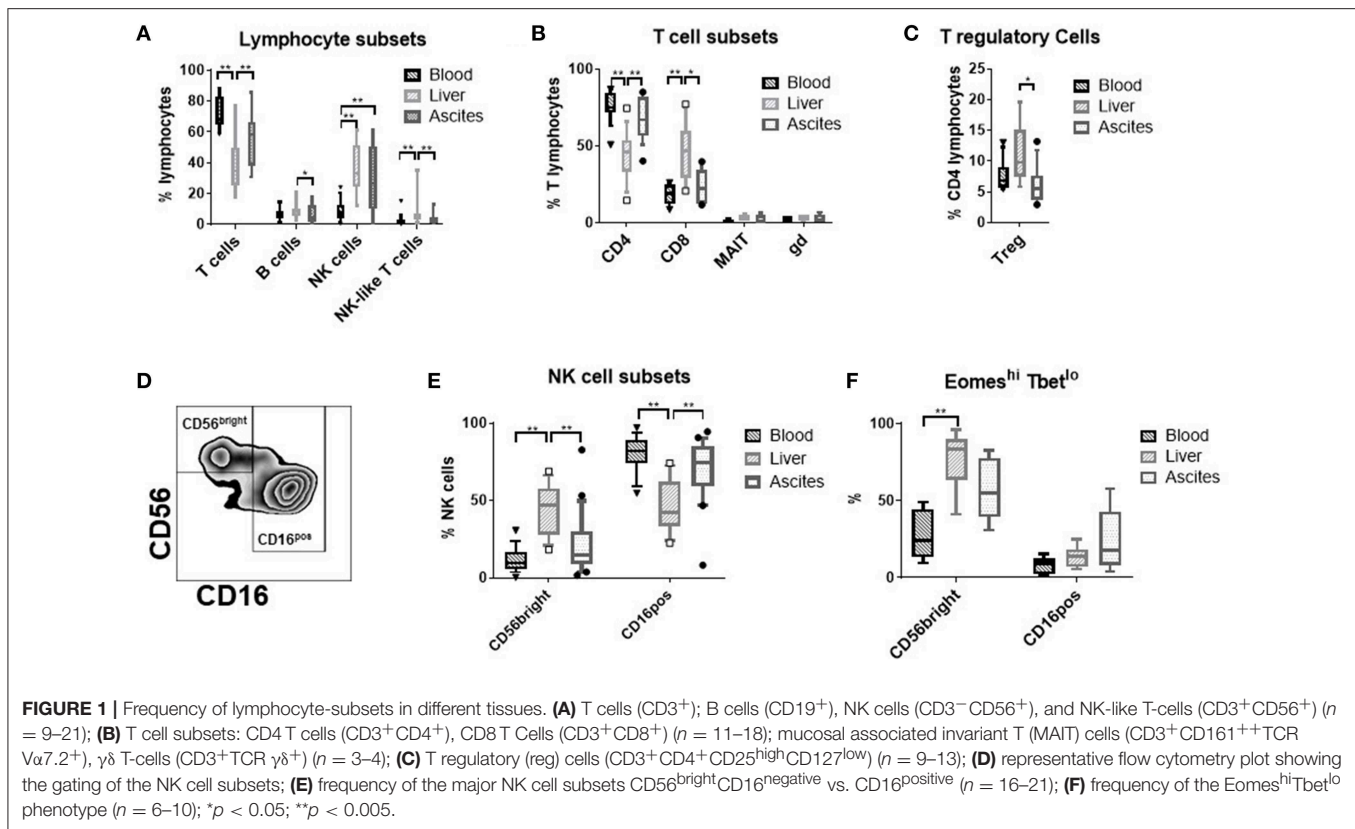 A Lymphocyte subsets
% lymphocytes
100
80
60
40
20
0
** **
*
**
**
** **
Blood
Liver
Ascites
T cells
B cells
NK cells
NK-like T cells
B T cell subsets
% T lymphocytes
100
50
0
** **
** *
Blood
Liver
Ascites
CD4
CD8
MAIT
gd
C T regulatory Cells
% CD4 lymphocytes
25
20
15
10
5
0
*
Blood
Liver
Ascites
Treg
D
CD56bright
CD16pos
CD56
CD16
E NK cell subsets
% NK cells
100
50
0
** **
** **
Blood
Liver
Ascites
CD56bright
CD16pos
F Eomeshi Tbetlo
%
100
50
0
**
Blood
Liver
Ascites
CD56bright
CD16pos
FIGURE 1 | Frequency of lymphocyte-subsets in different tissues. (A) T cells (CD3+); B cells (CD19+), NK cells (CD3−CD56+), and NK-like T-cells (CD3+CD56+) (n
= 9–21); (B) T cell subsets: CD4 T cells (CD3+CD4+), CD8 T Cells (CD3+CD8+) (n = 11–18); mucosal associated invariant T (MAIT) cells (CD3+CD161++TCR
Vα7.2+), γδ T-cells (CD3+TCR γδ+) (n = 3–4); (C) T regulatory (reg) cells (CD3+CD4+CD25highCD127low) (n = 9–13); (D) representative flow cytometry plot showing
the gating of the NK cell subsets; (E) frequency of the major NK cell subsets CD56brightCD16negative vs. CD16positive (n = 16–21); (F) frequency of the EomeshiTbetlo
phenotype (n = 6–10); *p < 0.05; **p < 0.005.